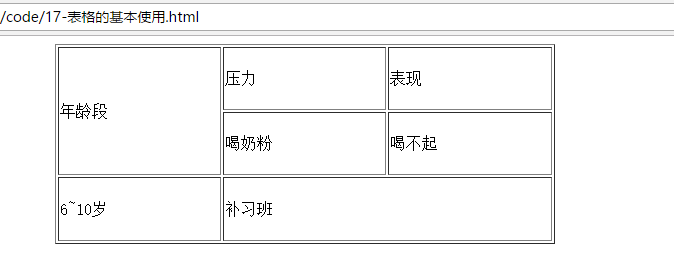 /code/17-表格的基本使用.html
压力 表现
年龄段
喝奶粉 喝不起
6~10岁 补习班